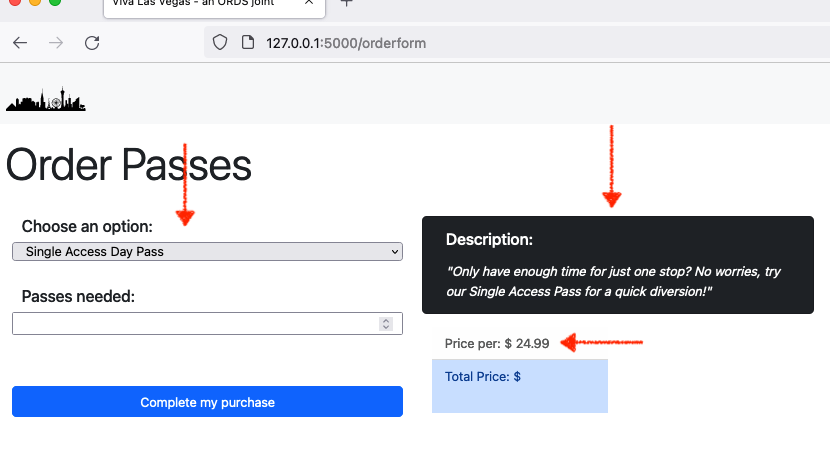 Viva Las Vegas - an ORDS joint
127.0.0.1:5000/orderform
Order Passes
Choose an option:
Single Access Day Pass
Passes needed:
Complete my purchase
Description:
"Only have enough time for just one stop? No worries, try
our Single Access Pass for a quick diversion!"
Price per: $ 24.99
Total Price: $